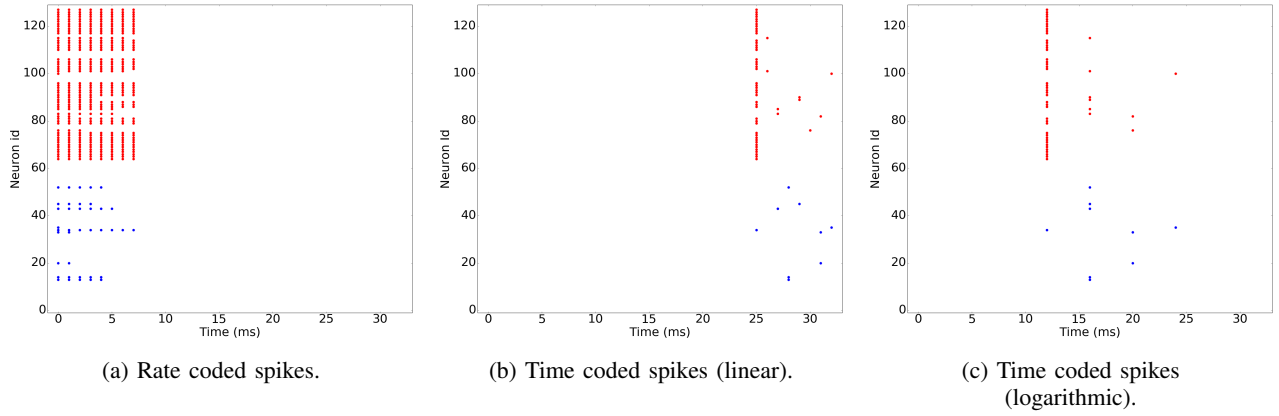 120
100
80
60
40
20
0
Neuron id
0 5 10 15 20 25 30
Time (ms)
(a) Rate coded spikes.
120
100
80
60
40
20
0
Neuron Id
0 5 10 15 20 25 30
Time (ms)
(b) Time coded spikes (linear).
120
100
80
60
40
20
0
Neuron Id
0 5 10 15 20 25 30
Time (ms)
(c) Time coded spikes
(logarithmic).